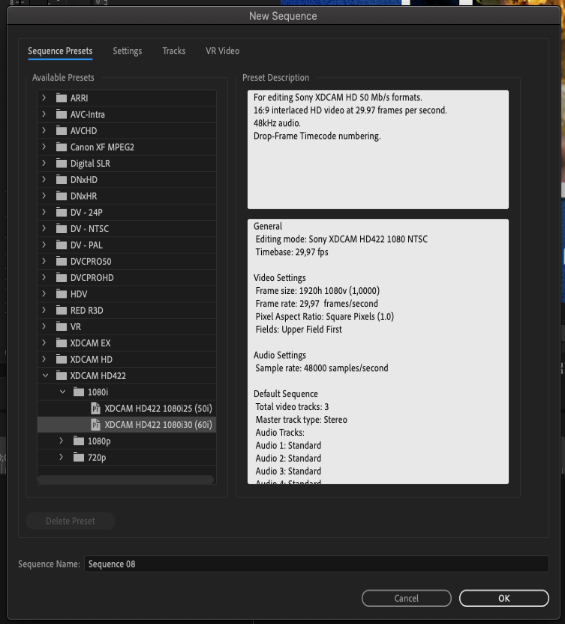 New Sequence
Sequence Presets Settings Tracks VR Video
Available Presets
ARRI
AVC-Intra
AVCHD
Canon XF MPEG2
Digital SLR
DNxHD
DNxHR
DV - 24P
DV - NTSC
DV - PAL
DVCPRO50
DVCPROHD
HDV
RED R3D
VR
XDCAM EX
XDCAM HD
XDCAM HD422
1080i
XDCAM HD422 1080i25 (50i)
XDCAM HD422 1080i30 (60i)
1080p
720p
Delete Preset
Preset Description
For editing Sony XDCAM HD 50 Mb/s formats.
16:9 interlaced HD video at 29.97 frames per second.
48kHz audio.
Drop-Frame Timecode numbering.
General
Editing mode: Sony XDCAM HD422 1080 NTSC
Timebase: 29,97 fps
Video Settings
Frame size: 1920h 1080v (1,0000)
Frame rate: 29,97 frames/second
Pixel Aspect Ratio: Square Pixels (1.0)
Fields: Upper Field First
Audio Settings
Sample rate: 48000 samples/second
Default Sequence
Total video tracks: 3
Master track type: Stereo
Audio Tracks:
Audio 1: Standard
Audio 2: Standard
Audio 3: Standard
Audio 4: Standard
Sequence Name: Sequence 08
Cancel OK